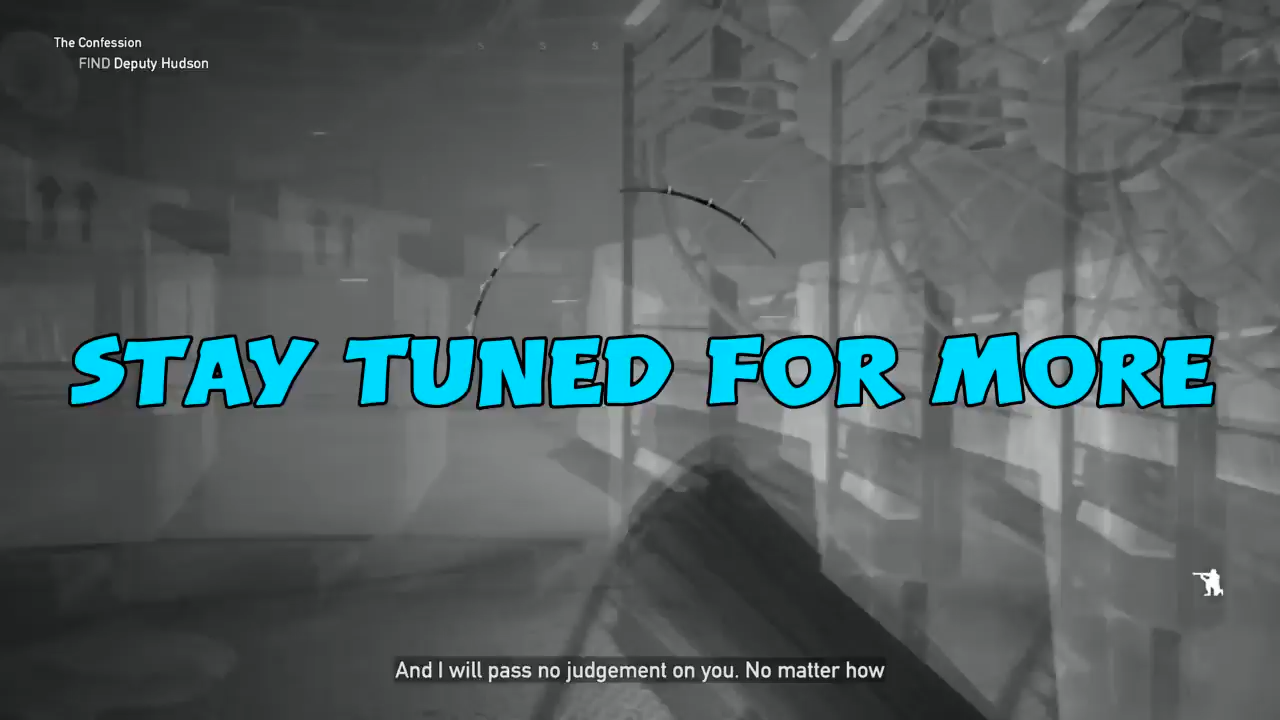 The Confession
FIND Deputy Hudson
S S S
STAY TUNED FOR MORE
And I will pass no judgement on you. No matter how